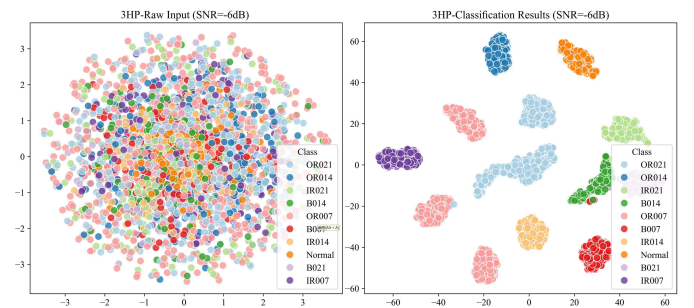 3HP-Raw Input (SNR=-6dB)
3
2
1
0
−1
−2
−3
−3
−2
−1
0
1
2
3
Class
OR021
OR014
IR021
B014
OR007
B007
IR014
Normal
B021
IR007
3HP-Classification Results (SNR=-6dB)
60
40
20
0
−20
−40
−60
−60
−40
−20
0
20
40
60
Class
OR021
OR014
IR021
B014
OR007
B007
IR014
Normal
B021
IR007